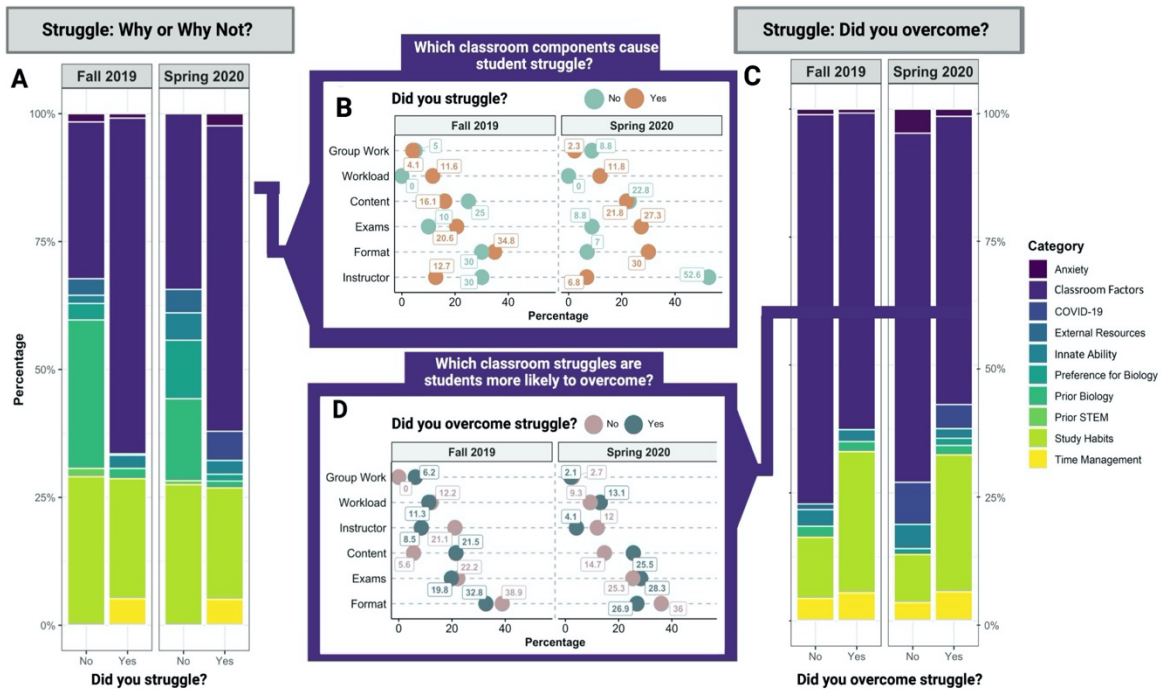 Struggle: Why or Why Not?
A
Fall 2019
Spring 2020
100%
75%
50%
25%
0%
Percentage
No
Yes
No
Yes
Did you struggle?
Which classroom components cause
student struggle?
B
Did you struggle?
No
Yes
Fall 2019
Spring 2020
Group Work
Workload
Content
Exams
Format
Instructor
5
4.1
11.6
0
16.1
25
10
20.6
34.8
30
12.7
30
2.3
8.8
11.8
0
22.8
21.8
8.8
27.3
7
30
6.8
52.6
0
20
40
0
20
40
Percentage
Which classroom struggles are
students more likely to overcome?
D
Did you overcome struggle?
No
Yes
Fall 2019
Spring 2020
Group Work
Workload
Instructor
Content
Exams
Format
6.2
0
12.2
11.3
8.5
21.1
21.5
5.6
22.2
19.8
32.8
38.9
2.1
2.7
9.3
13.1
4.1
12
14.7
25.5
25.3
28.3
26.9
36
0
20
40
0
20
40
Percentage
Struggle: Did you overcome?
C
Fall 2019
Spring 2020
100%
75%
50%
25%
0%
No
Yes
No
Yes
Did you overcome struggle?
Category
Anxiety
Classroom Factors
COVID-19
External Resources
Innate Ability
Preference for Biology
Prior Biology
Prior STEM
Study Habits
Time Management